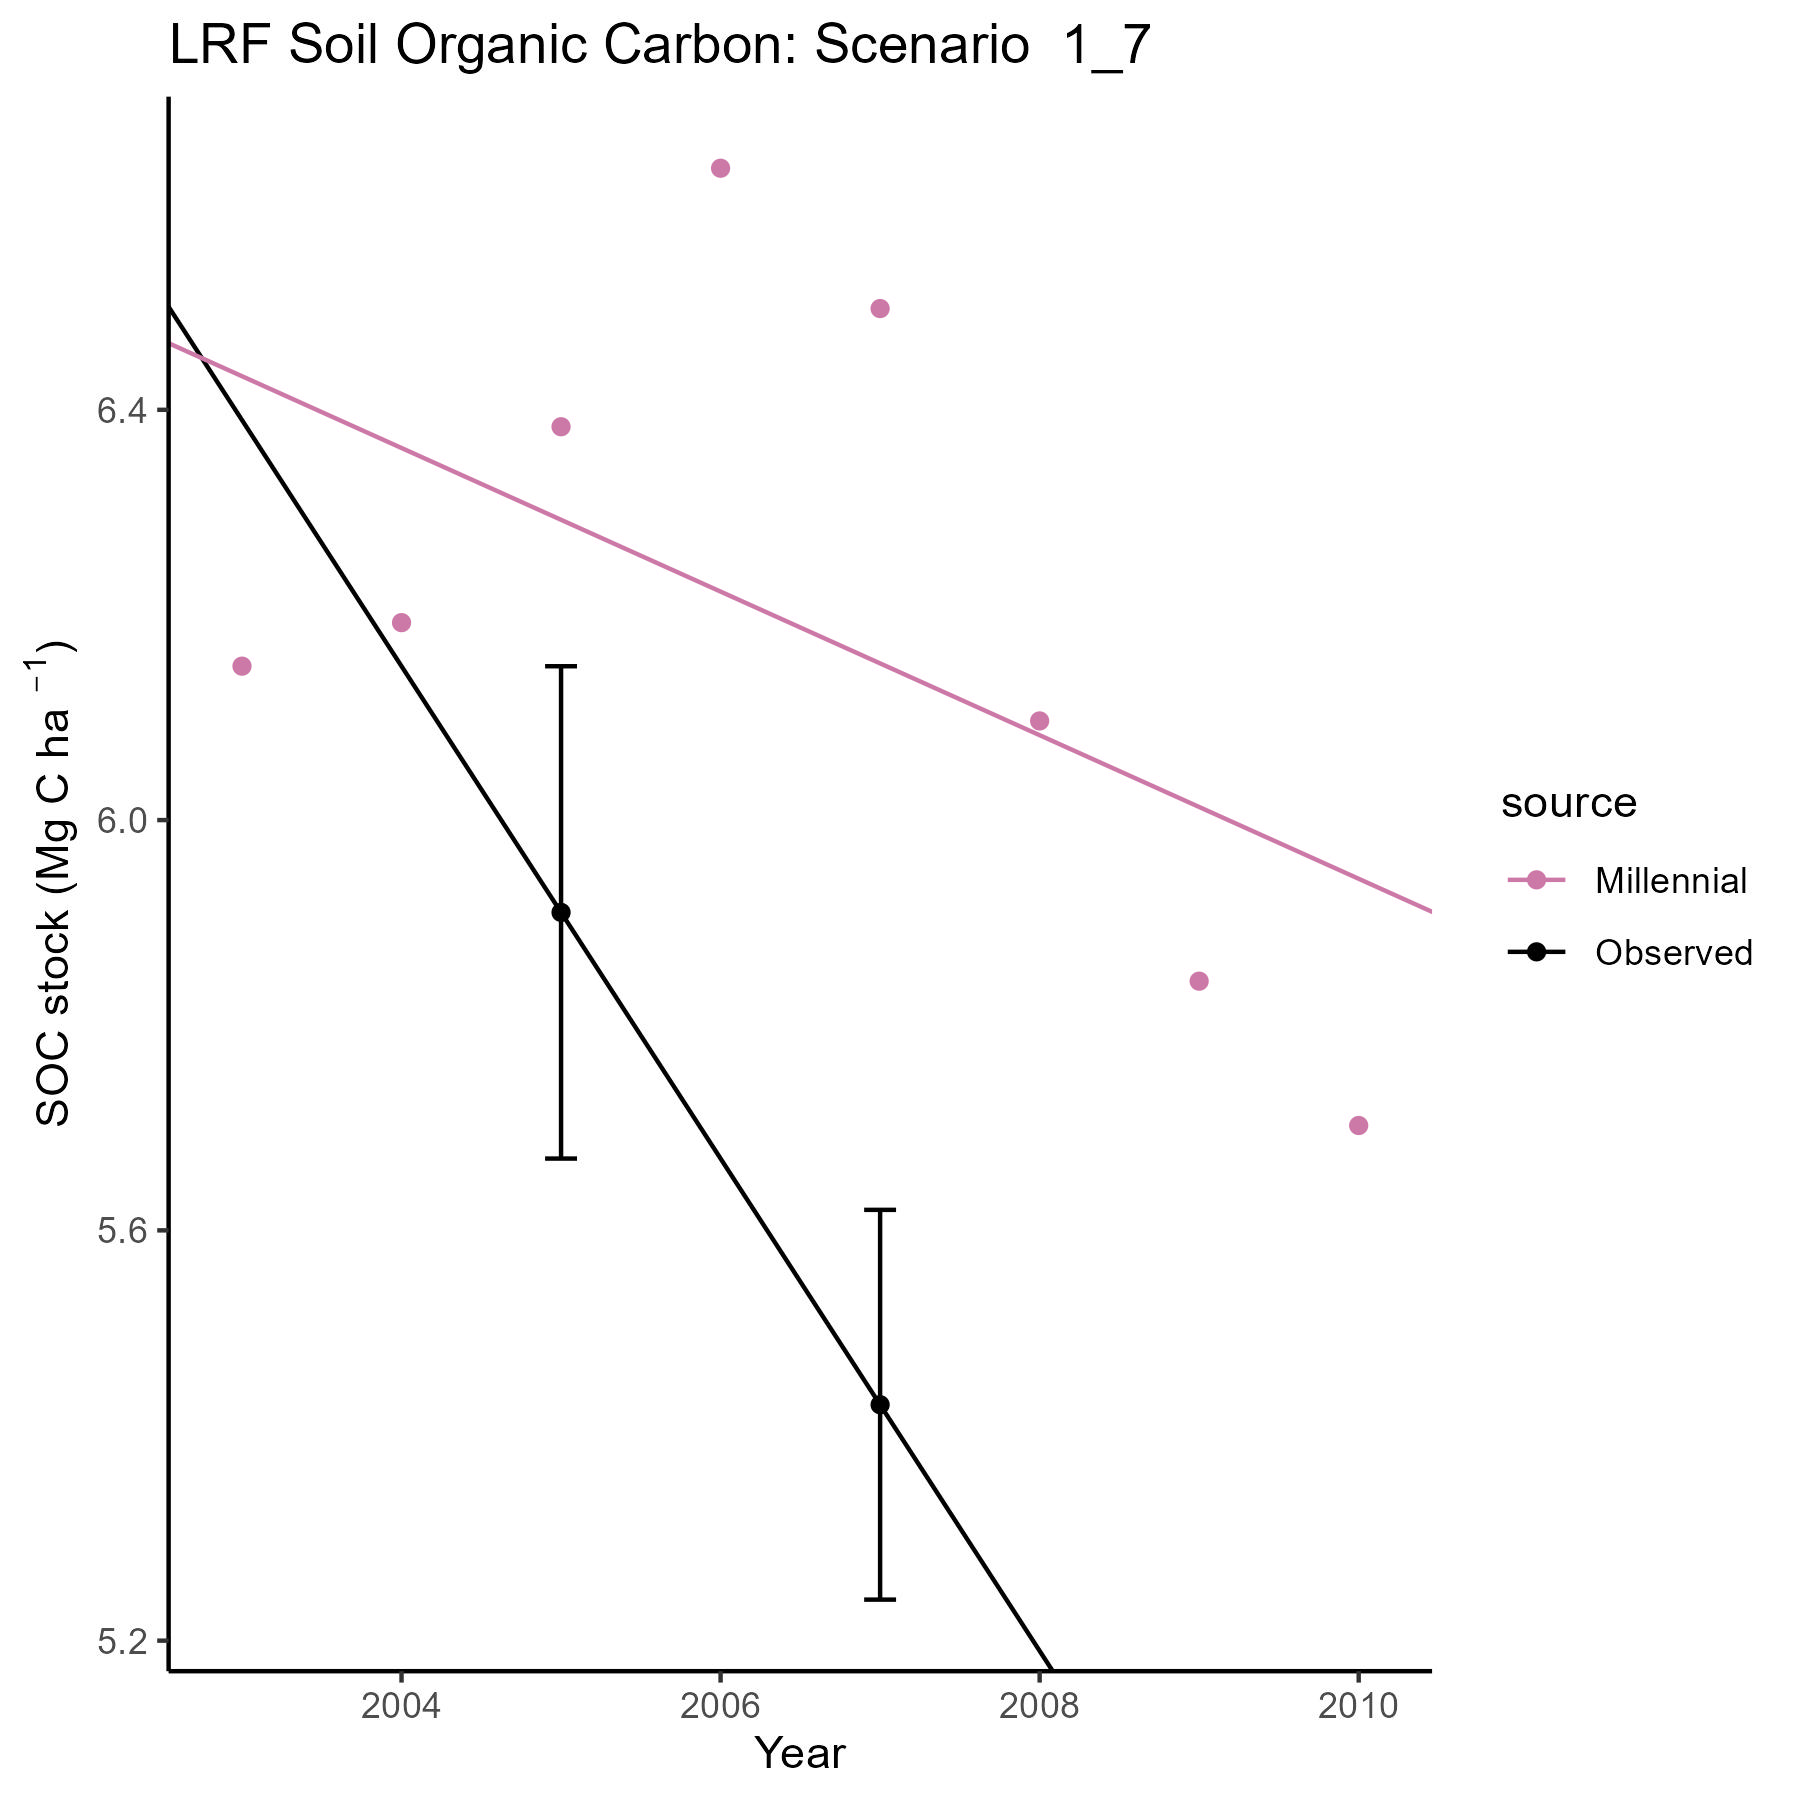 LRF Soil Organic Carbon: Scenario  1_7
SOC stock (Mg C ha ⁻¹)
6.4
6.0
5.6
5.2
2004 2006 2008 2010
Year
source
Millennial
Observed